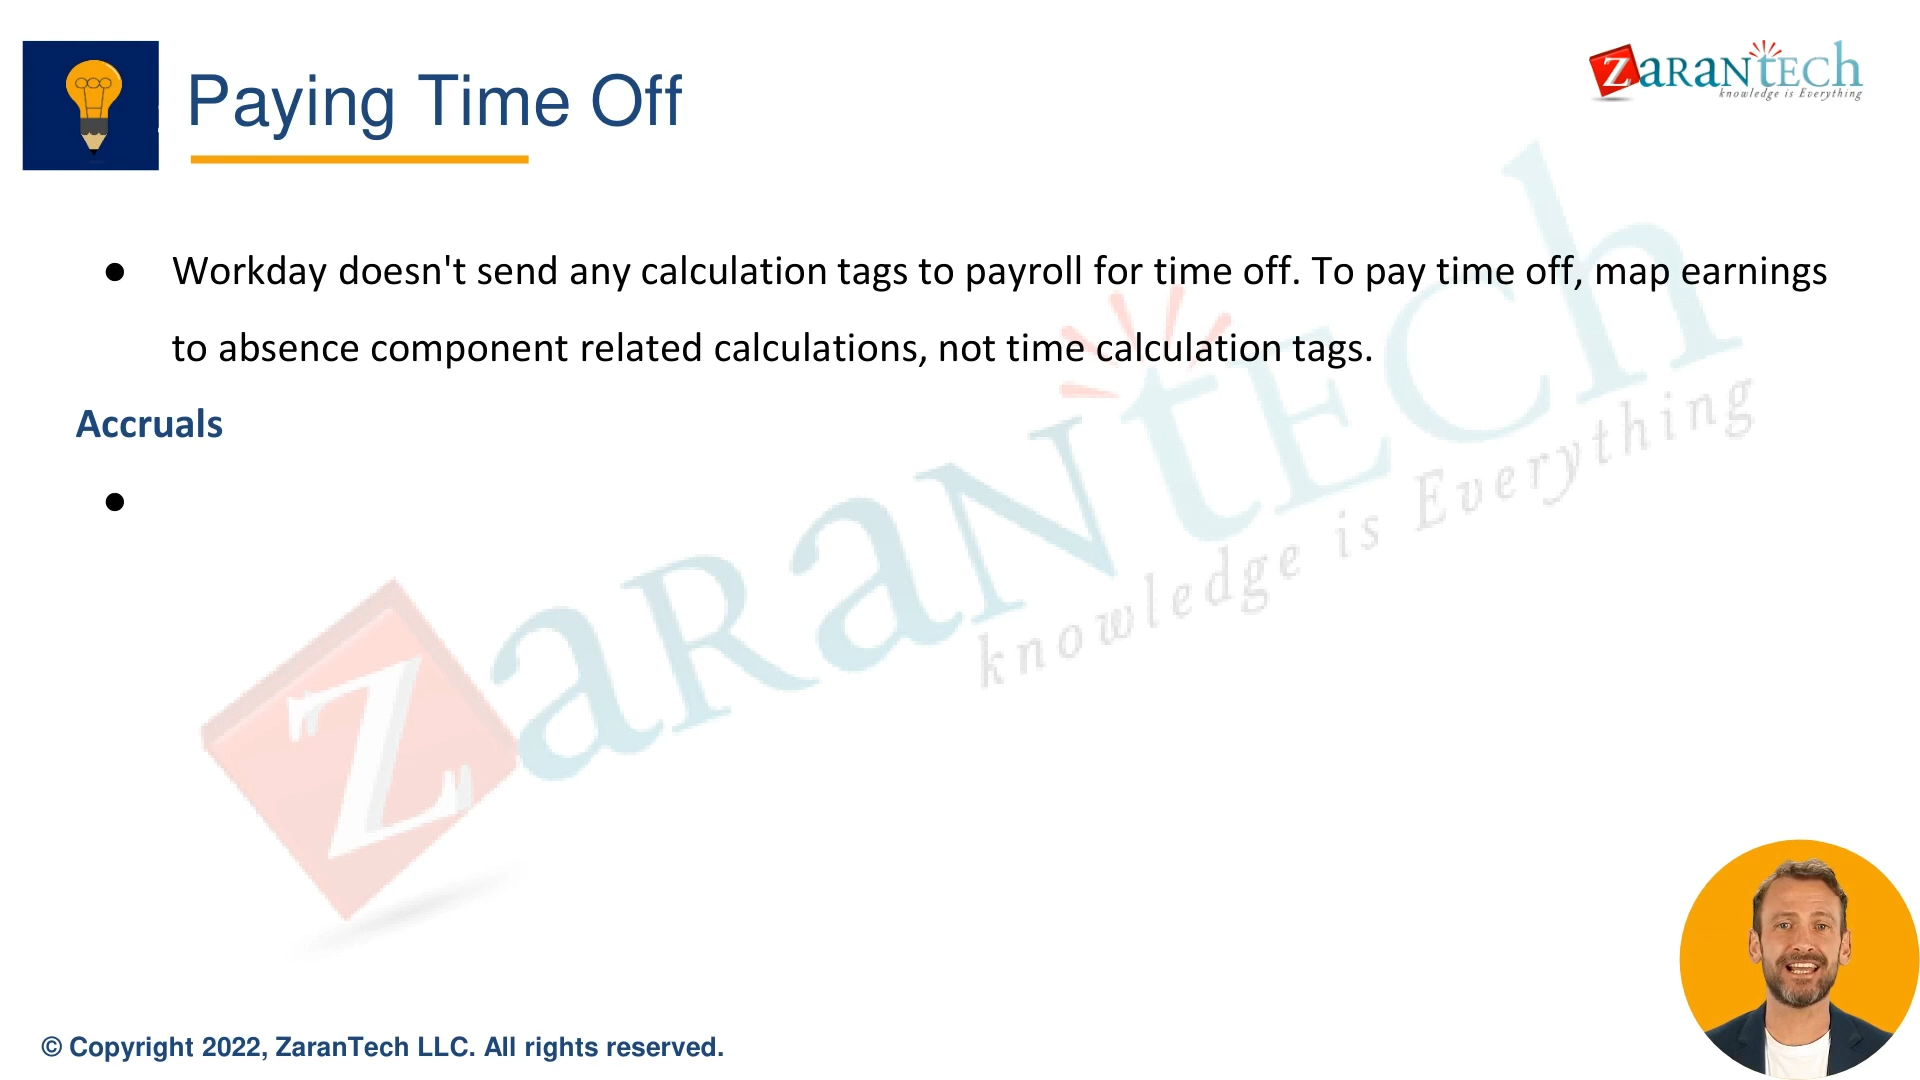 Paying Time Off
ZARANTECH
knowledge is Everything
● Workday doesn't send any calculation tags to payroll for time off. To pay time off, map earnings
to absence component related calculations, not time calculation tags.
Accruals
●
ZARANTECH
knowledge is Everything
© Copyright 2022, ZaranTech LLC. All rights reserved.